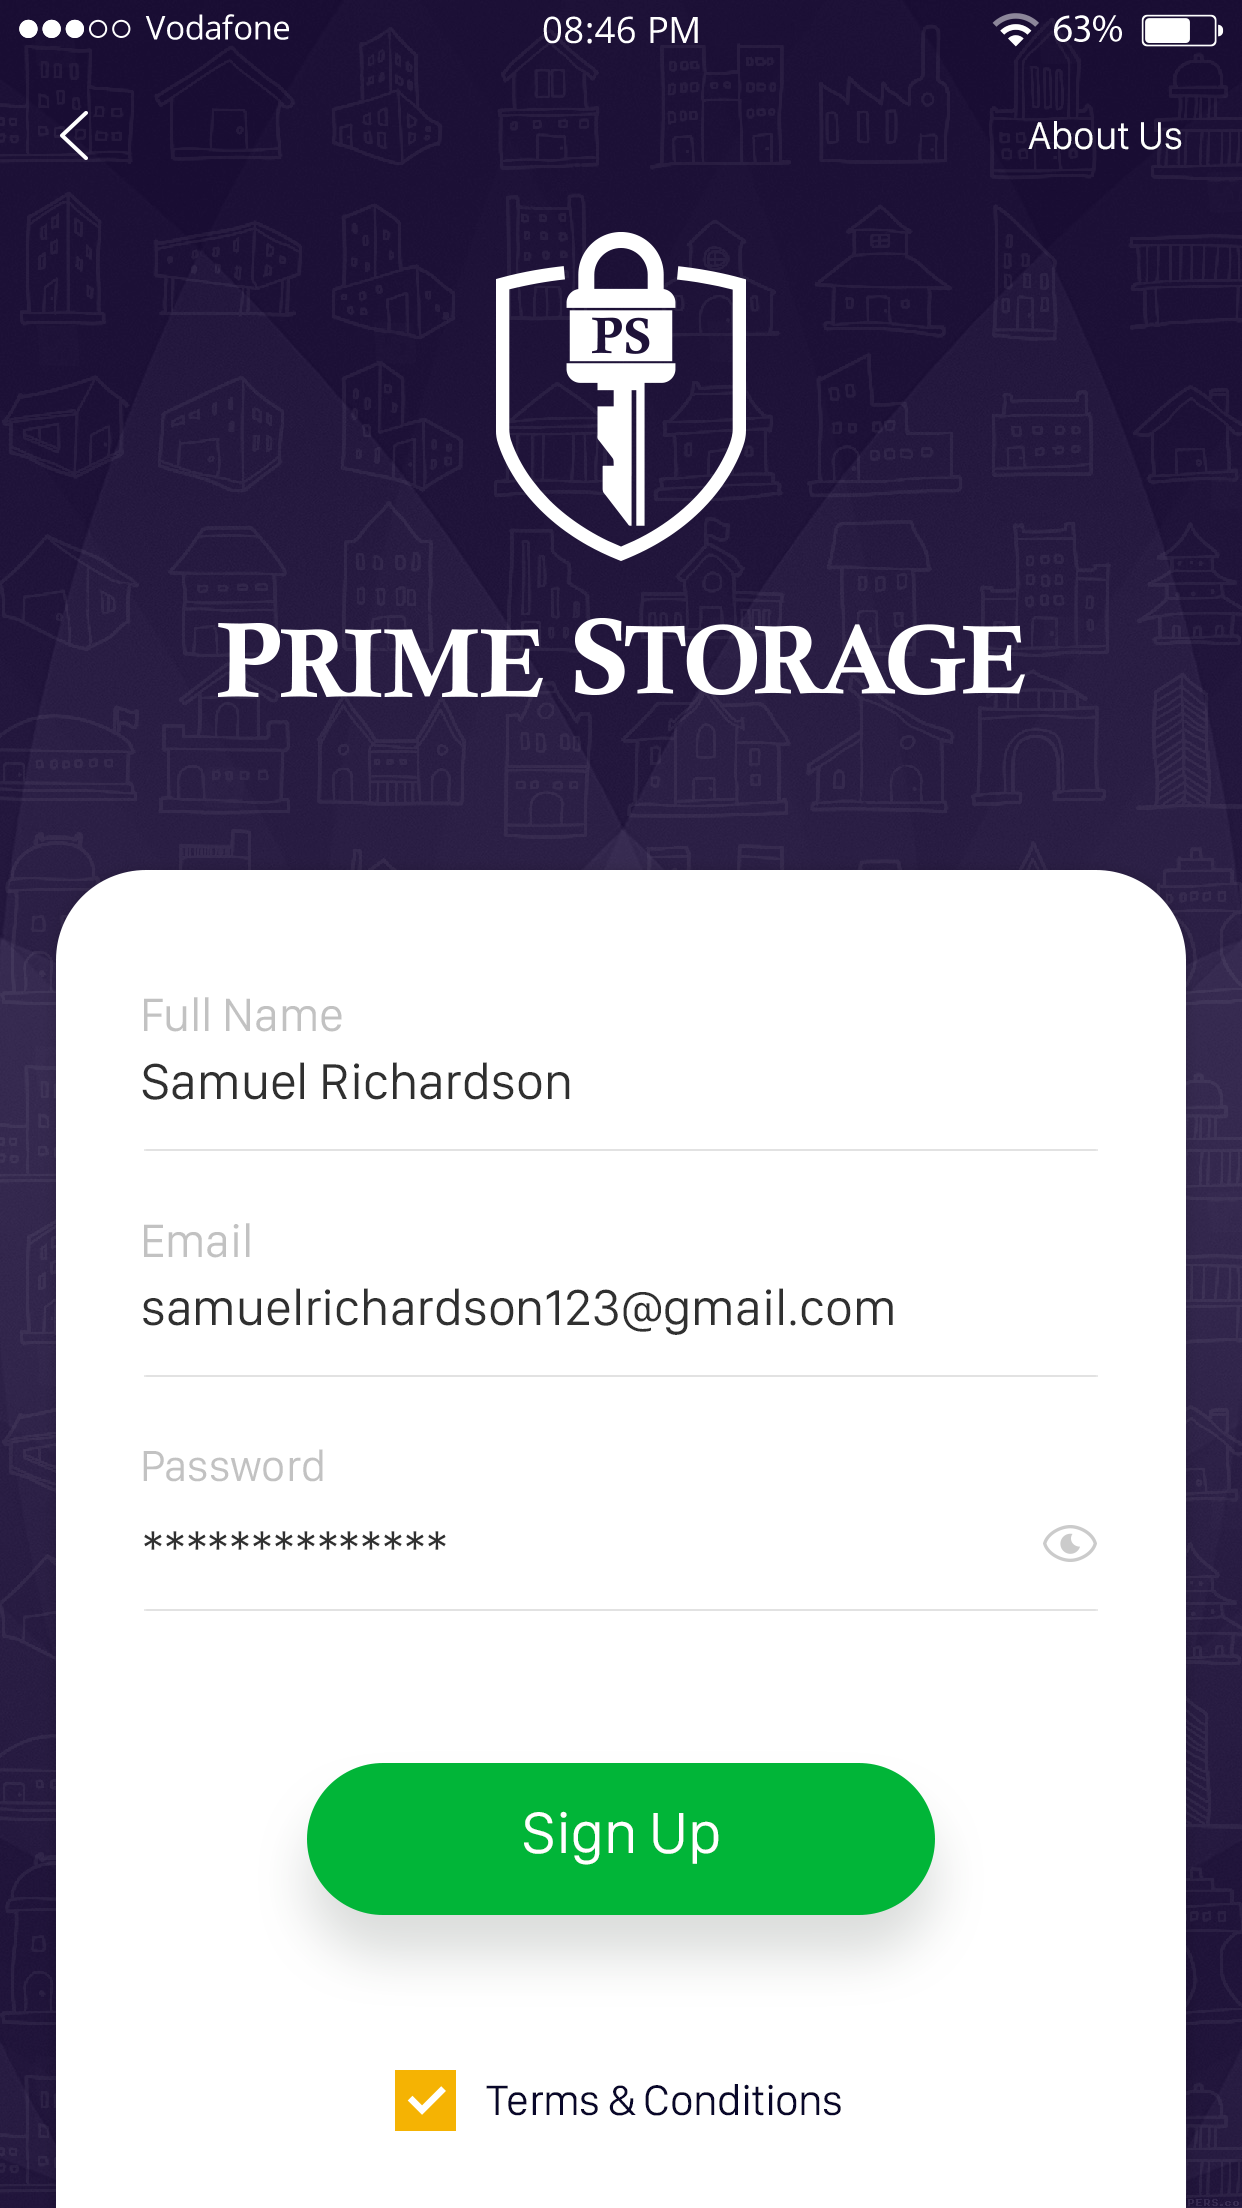 Vodafone 08:46 PM 63%
About Us
PS
PRIME STORAGE
Full Name
Samuel Richardson
Email
samuelrichardson123@gmail.com
Password
**************
Sign Up
Terms & Conditions